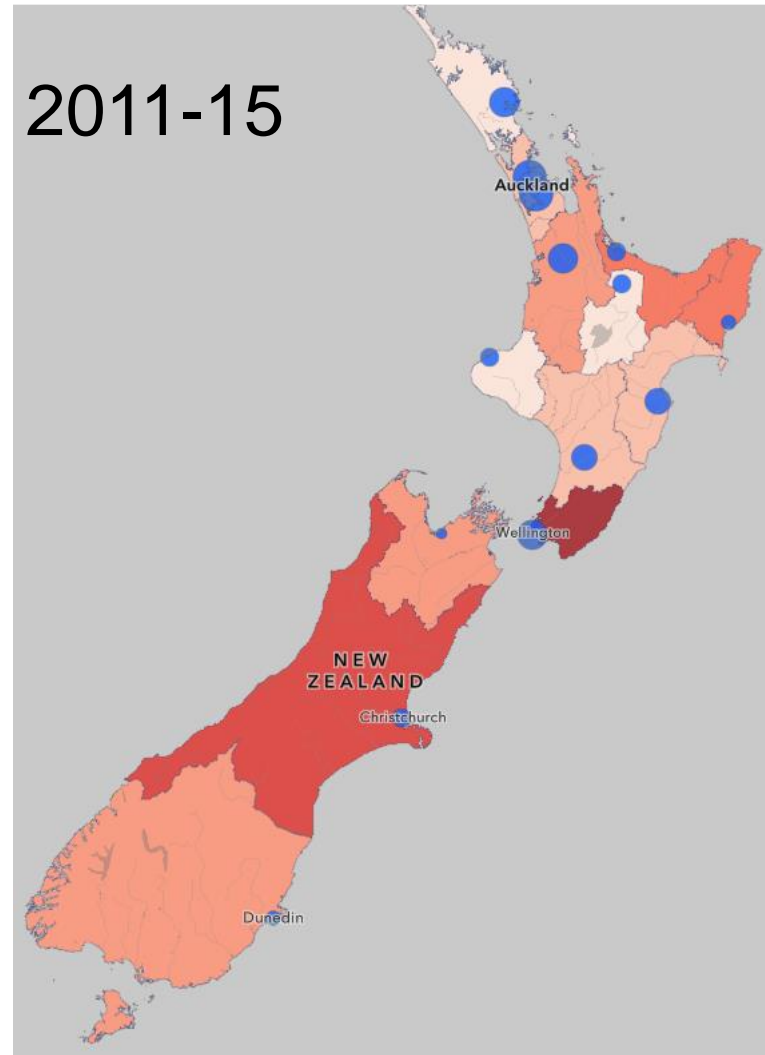 2011-15
Auckland
Wellington
NEW
ZEALAND
Christchurch
Dunedin